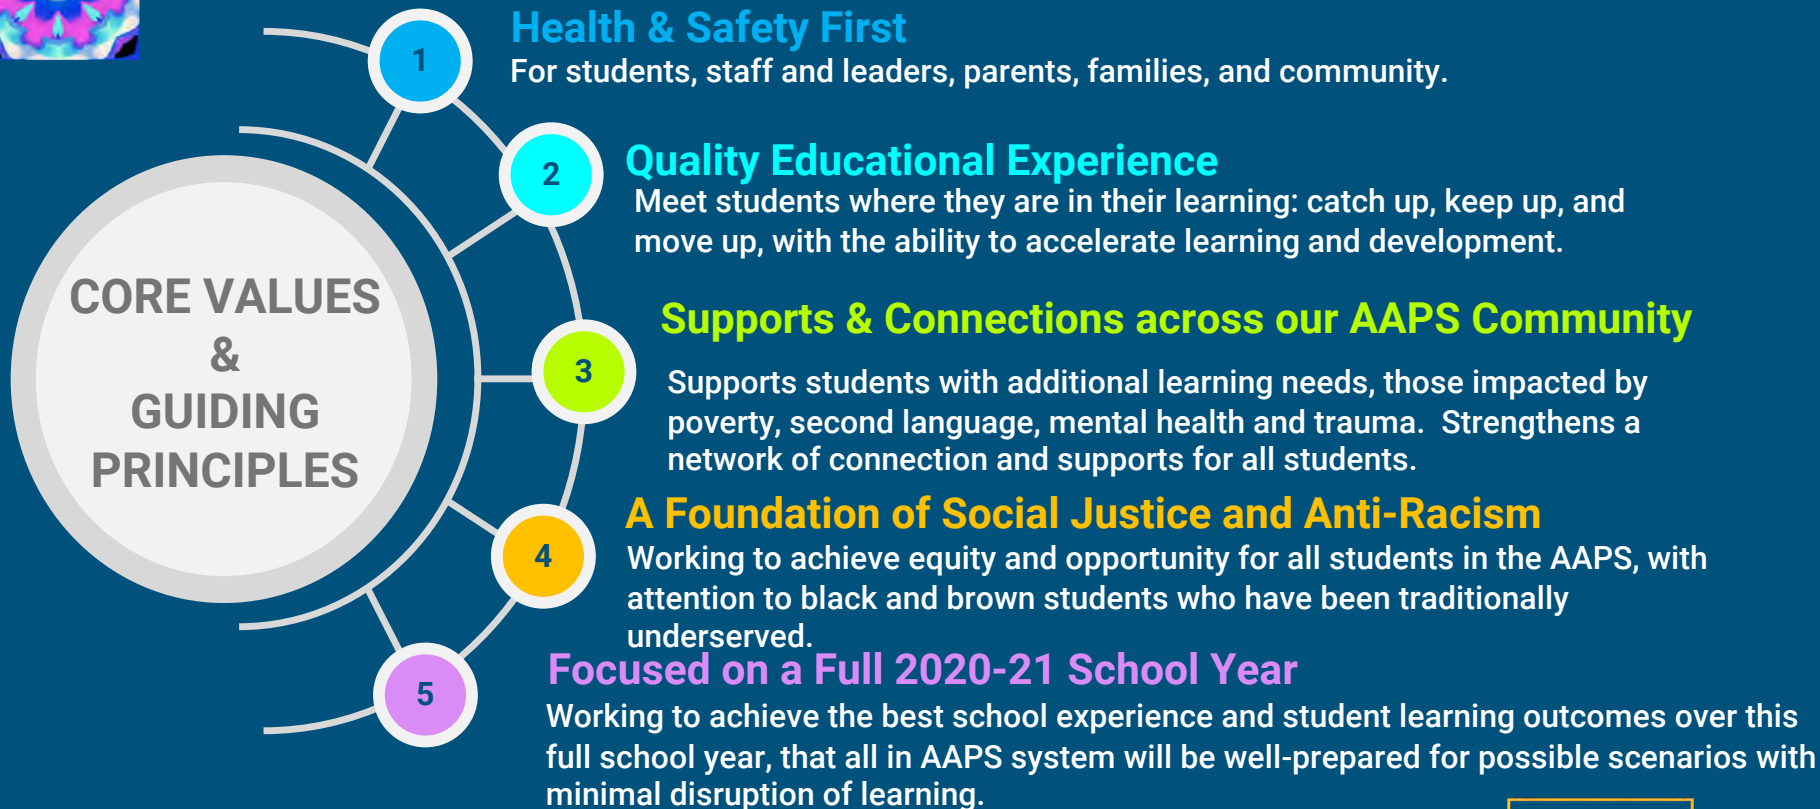 1
Health & Safety First
For students, staff and leaders, parents, families, and community.
2
Quality Educational Experience
Meet students where they are in their learning: catch up, keep up, and
move up, with the ability to accelerate learning and development.
CORE VALUES
&
GUIDING
PRINCIPLES
3
Supports & Connections across our AAPS Community
Supports students with additional learning needs, those impacted by
poverty, second language, mental health and trauma.  Strengthens a
network of connection and supports for all students.
4
A Foundation of Social Justice and Anti-Racism
Working to achieve equity and opportunity for all students in the AAPS, with
attention to black and brown students who have been traditionally
underserved.
5
Focused on a Full 2020-21 School Year
Working to achieve the best school experience and student learning outcomes over this
full school year, that all in AAPS system will be well-prepared for possible scenarios with
minimal disruption of learning.